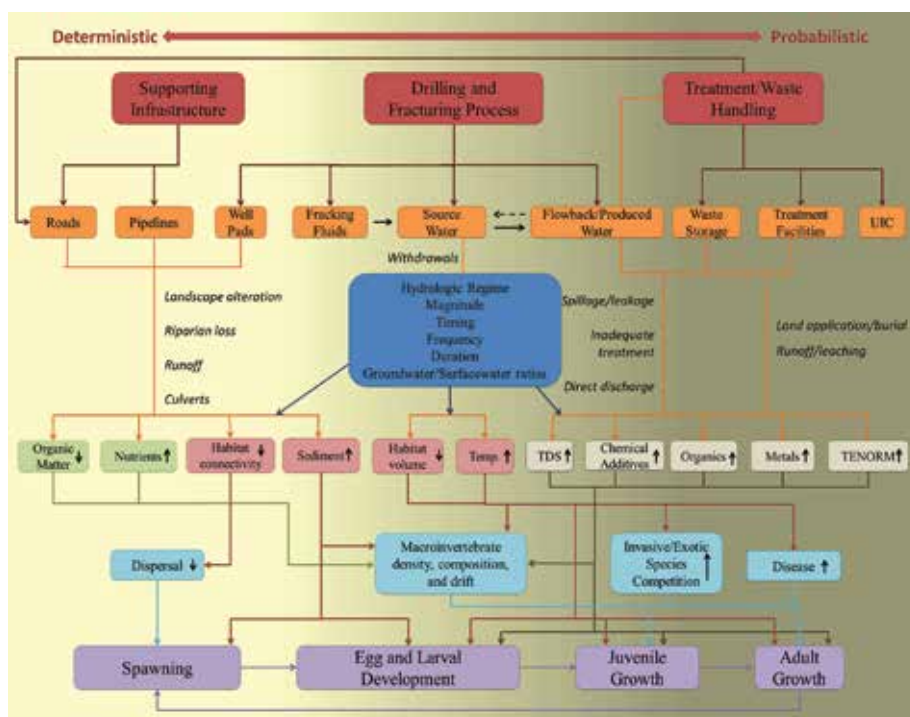 Deterministic
Probabilistic
Supporting
Infrastructure
Drilling and
Fracturing Process
Treatment/Waste
Handling
Roads
Pipelines
Well
Pads
Fracking
Fluids
Source
Water
Flowback/Produced
Water
Waste
Storage
Treatment
Facilities
UIC
Withdrawals
Landscape alteration
Riparian loss
Runoff
Culverts
Hydrologic Regime
Magnitude
Timing
Frequency
Duration
Groundwater/Surfacewater ratios
Spillage/leakage
Inadequate
treatment
Direct discharge
Land application/burial
Runoff/leaching
Organic
Matter
Nutrients
Habitat
connectivity
Sediment
Habitat
volume
Temp.
TDS
Chemical
Additives
Organics
Metals
TENORM
Dispersal
Macroinvertebrate
density, composition,
and drift
Invasive/Exotic
Species
Competition
Disease
Spawning
Egg and Larval
Development
Juvenile
Growth
Adult
Growth